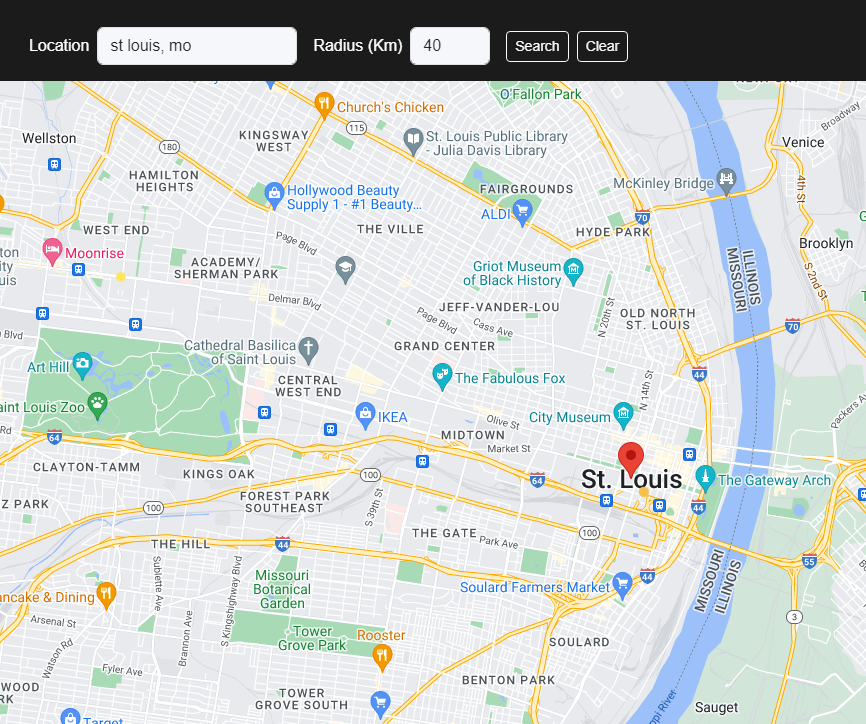 Location
st louis, mo
Radius (Km)
40
Search
Clear
O'Fallon Park
Church's Chicken
Broadway
Wellston
180
KINGSWAY
WEST
115
St. Louis Public Library
- Julia Davis Library
Venice
HAMILTON
HEIGHTS
Hollywood Beauty
Supply 1 - #1 Beauty...
FAIRGROUNDS
McKinley Bridge
4th St
ALDI
70
WEST END
Page Blvd
THE VILLE
HYDE PARK
Brooklyn
Moonrise
ACADEMY/
SHERMAN PARK
Griot Museum
of Black History
ILLINOIS
MISSOURI
S 2nd St
Delmar Blvd
JEFF-VANDER-LOU
N 20th St
OLD NORTH
ST. LOUIS
Page Blvd
Cass Ave
70
Blvd
Cathedral Basilica
of Saint Louis
GRAND CENTER
Art Hill
CENTRAL
WEST END
The Fabulous Fox
44
N 14th St
aint Louis Zoo
IKEA
Olive St
City Museum
Rd
64
MIDTOWN
Market St
CLAYTON-TAMM
KINGS OAK
100
64
St. Louis
The Gateway Arch
Z PARK
100
FOREST PARK
SOUTHEAST
S 39th St
44
THE HILL
44
THE GATE
Park Ave
100
55
MISSOURI
ILLINOIS
Sublette Ave
S Kingshighway Blvd
Missouri
Botanical
Garden
44
Soulard Farmers Market
ancake & Dining
Arsenal St
Brannon Ave
3
Tower
Grove Park
Rooster
SOULARD
Watson Rd
Fyler Ave
BENTON PARK
WOOD
TOWER
GROVE SOUTH
Sauget
Target
ppi River